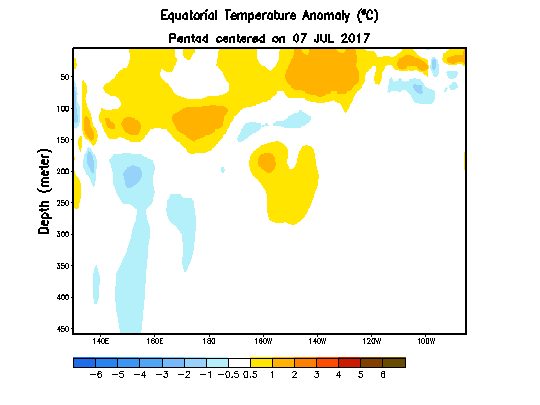 Equatorial Temperature Anomaly (°C)
Pentad centered on 07 JUL 2017
Depth (meter)
50
100
150
200
250
300
350
400
450
140E 160E 180 160W 140W 120W 100W
-6 -5 -4 -3 -2 -1 -0.5 0.5 1 2 3 4 5 6